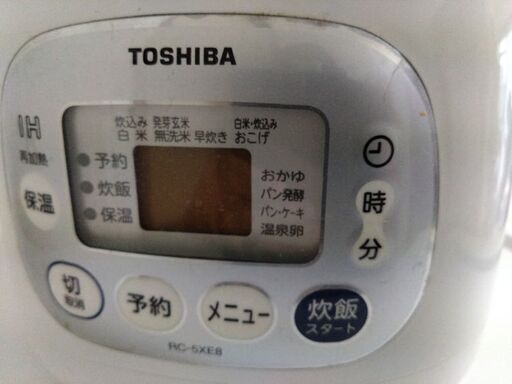 TOSHIBA
炊込み 発芽玄米 白米・炊込み
白米 無洗米 早炊き おこげ
IH
再加熱
保温
予約
炊飯
保温
おかゆ
パン発酵
パン・ケーキ
温泉卵
時
分
切
取消
予約
メニュー
炊飯
スタート
RC-5XE8